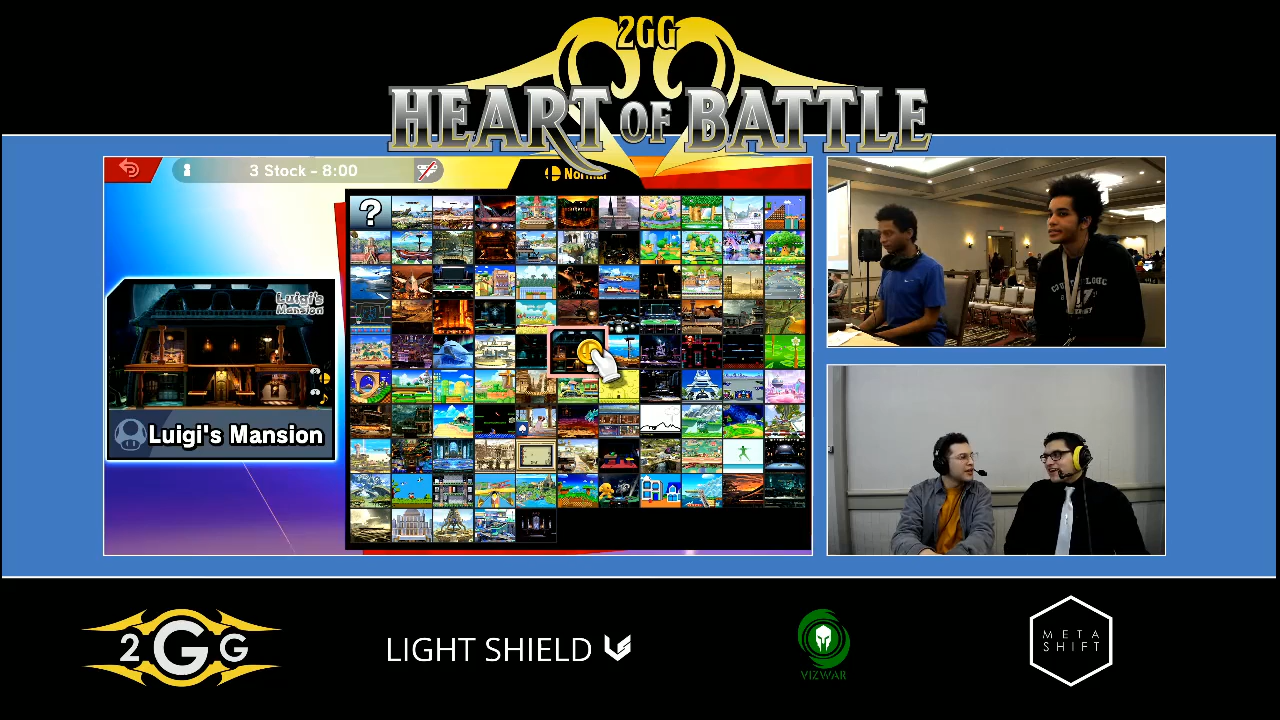 2GG
HEART OF BATTLE
3 Stock - 8:00
Normal
?
Luigi's
Mansion
Luigi's Mansion
2GG
LIGHT SHIELD
VIZWAR
META
SHIFT